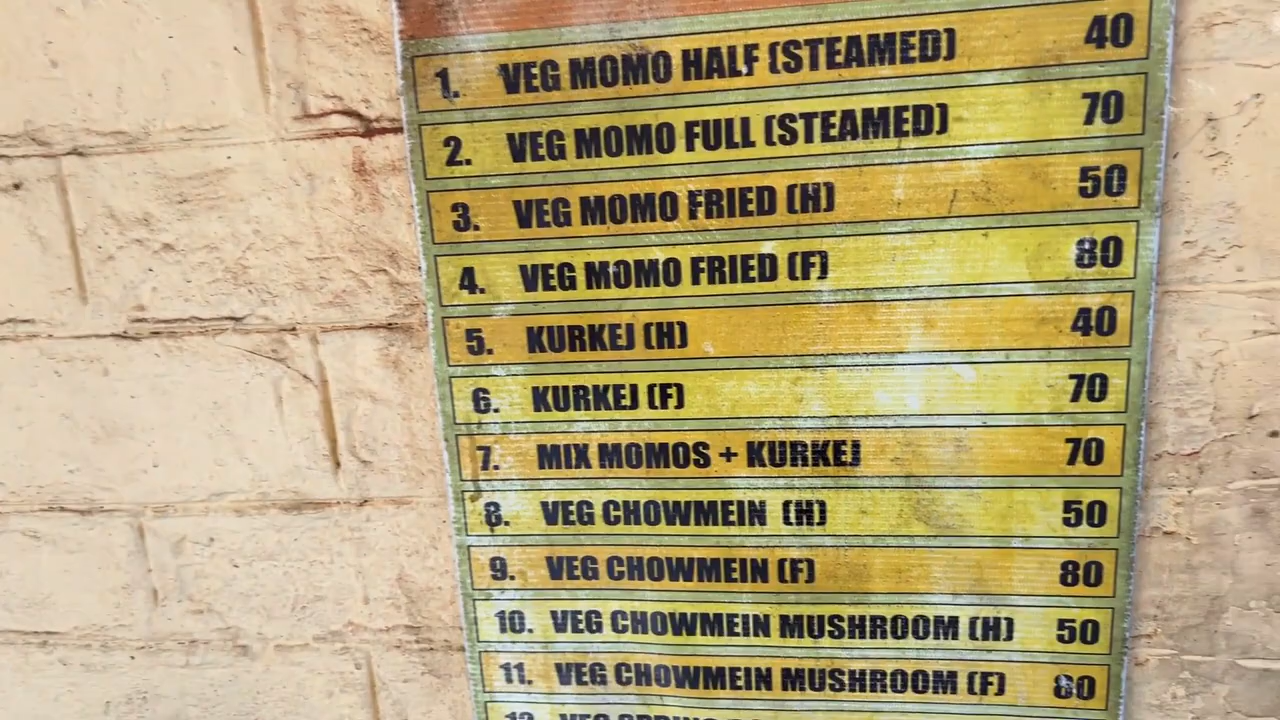 1. VEG MOMO HALF (STEAMED) 40
2. VEG MOMO FULL (STEAMED) 70
3. VEG MOMO FRIED (H) 50
4. VEG MOMO FRIED (F) 80
5. KURKEJ (H) 40
6. KURKEJ (F) 70
7. MIX MOMOS + KURKEJ 70
8. VEG CHOWMEIN (H) 50
9. VEG CHOWMEIN (F) 80
10. VEG CHOWMEIN MUSHROOM (H) 50
11. VEG CHOWMEIN MUSHROOM (F) 80
12. VEG